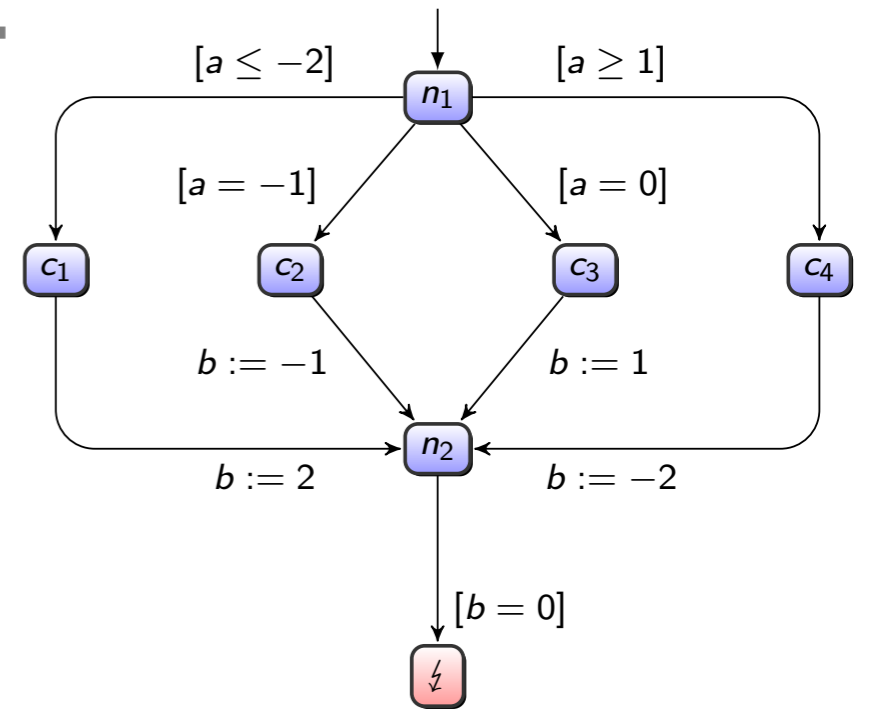 [a ≤ −2] [a ≥ 1]
n₁
[a = −1] [a = 0]
c₁ c₂ c₃ c₄
b := −1 b := 1
n₂
b := 2 b := −2
[b = 0]
↯